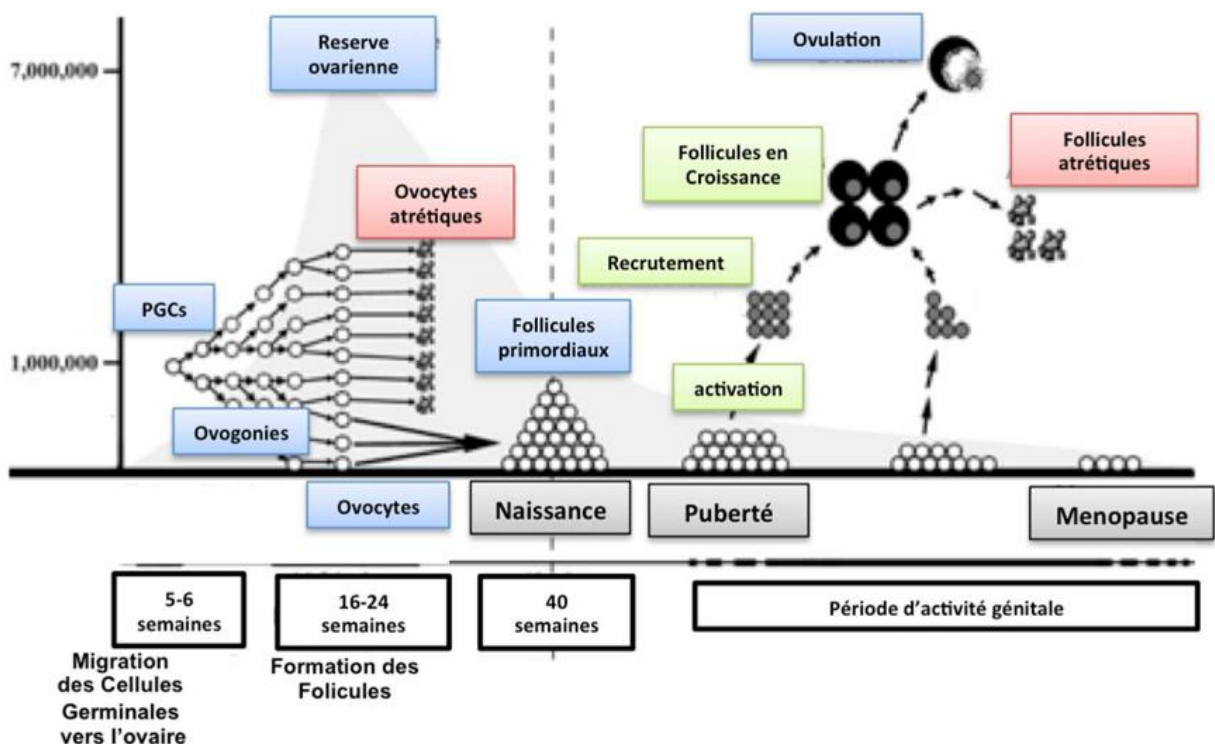 Reserve
ovarienne
Ovulation
7,000,000
Follicules en
Croissance
Follicules
atrétiques
Ovocytes
atrétiques
Recrutement
PGCs
Follicules
primordiaux
1,000,000
activation
Ovogonies
Ovocytes
Naissance
Puberté
Menopause
5-6
semaines
16-24
semaines
40
semaines
Période d'activité génitale
Migration
des Cellules
Germinales
vers l'ovaire
Formation des
Folicules